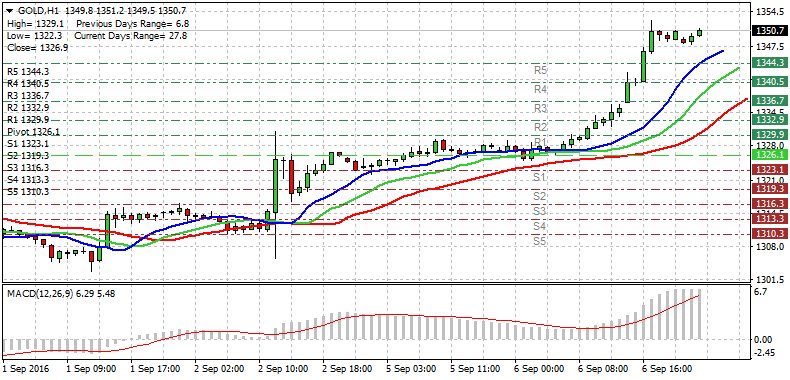 GOLD,H1 1349.8 1351.2 1349.5 1350.7
High= 1329.1 Previous Days Range= 6.8
Low= 1322.3 Current Days Range= 27.8
Close= 1326.9
R5 1344.3
R4 1340.5
R3 1336.7
R2 1332.9
R1 1329.9
Pivot 1326.1
S1 1323.1
S2 1319.3
S3 1316.3
S4 1313.3
S5 1310.3
R5
R4
R3
R2
R1
S1
S2
S3
S4
S5
1354.5
1350.7
1347.5
1344.3
1340.5
1336.7
1334.5
1332.9
1329.9
1328.0
1326.1
1323.1
1321.0
1319.3
1316.3
1314.5
1313.3
1310.3
1308.0
1301.5
MACD(12,26,9) 6.29 5.48
6.7
0.00
-2.45
1 Sep 2016 1 Sep 09:00 1 Sep 17:00 2 Sep 02:00 2 Sep 10:00 2 Sep 18:00 5 Sep 03:00 5 Sep 11:00 6 Sep 00:00 6 Sep 08:00 6 Sep 16:00